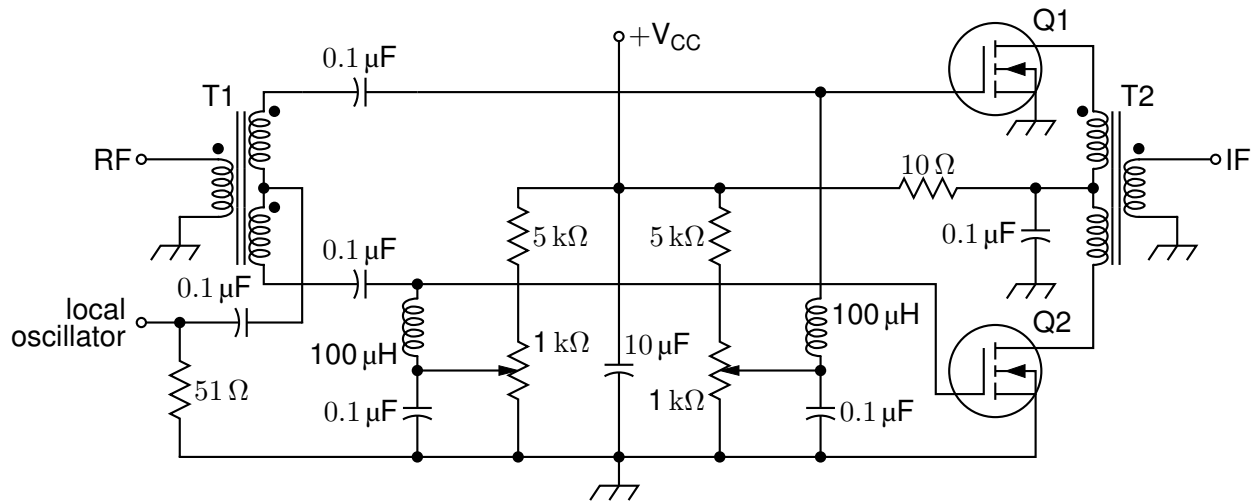 Q1
+VCC
0.1 µF
T1
T2
RF
10 Ω
IF
5 kΩ
5 kΩ
0.1 µF
0.1 µF
0.1 µF
local
oscillator
100 µH
Q2
100 µH
1 kΩ
10 µF
51 Ω
0.1 µF
1 kΩ
0.1 µF